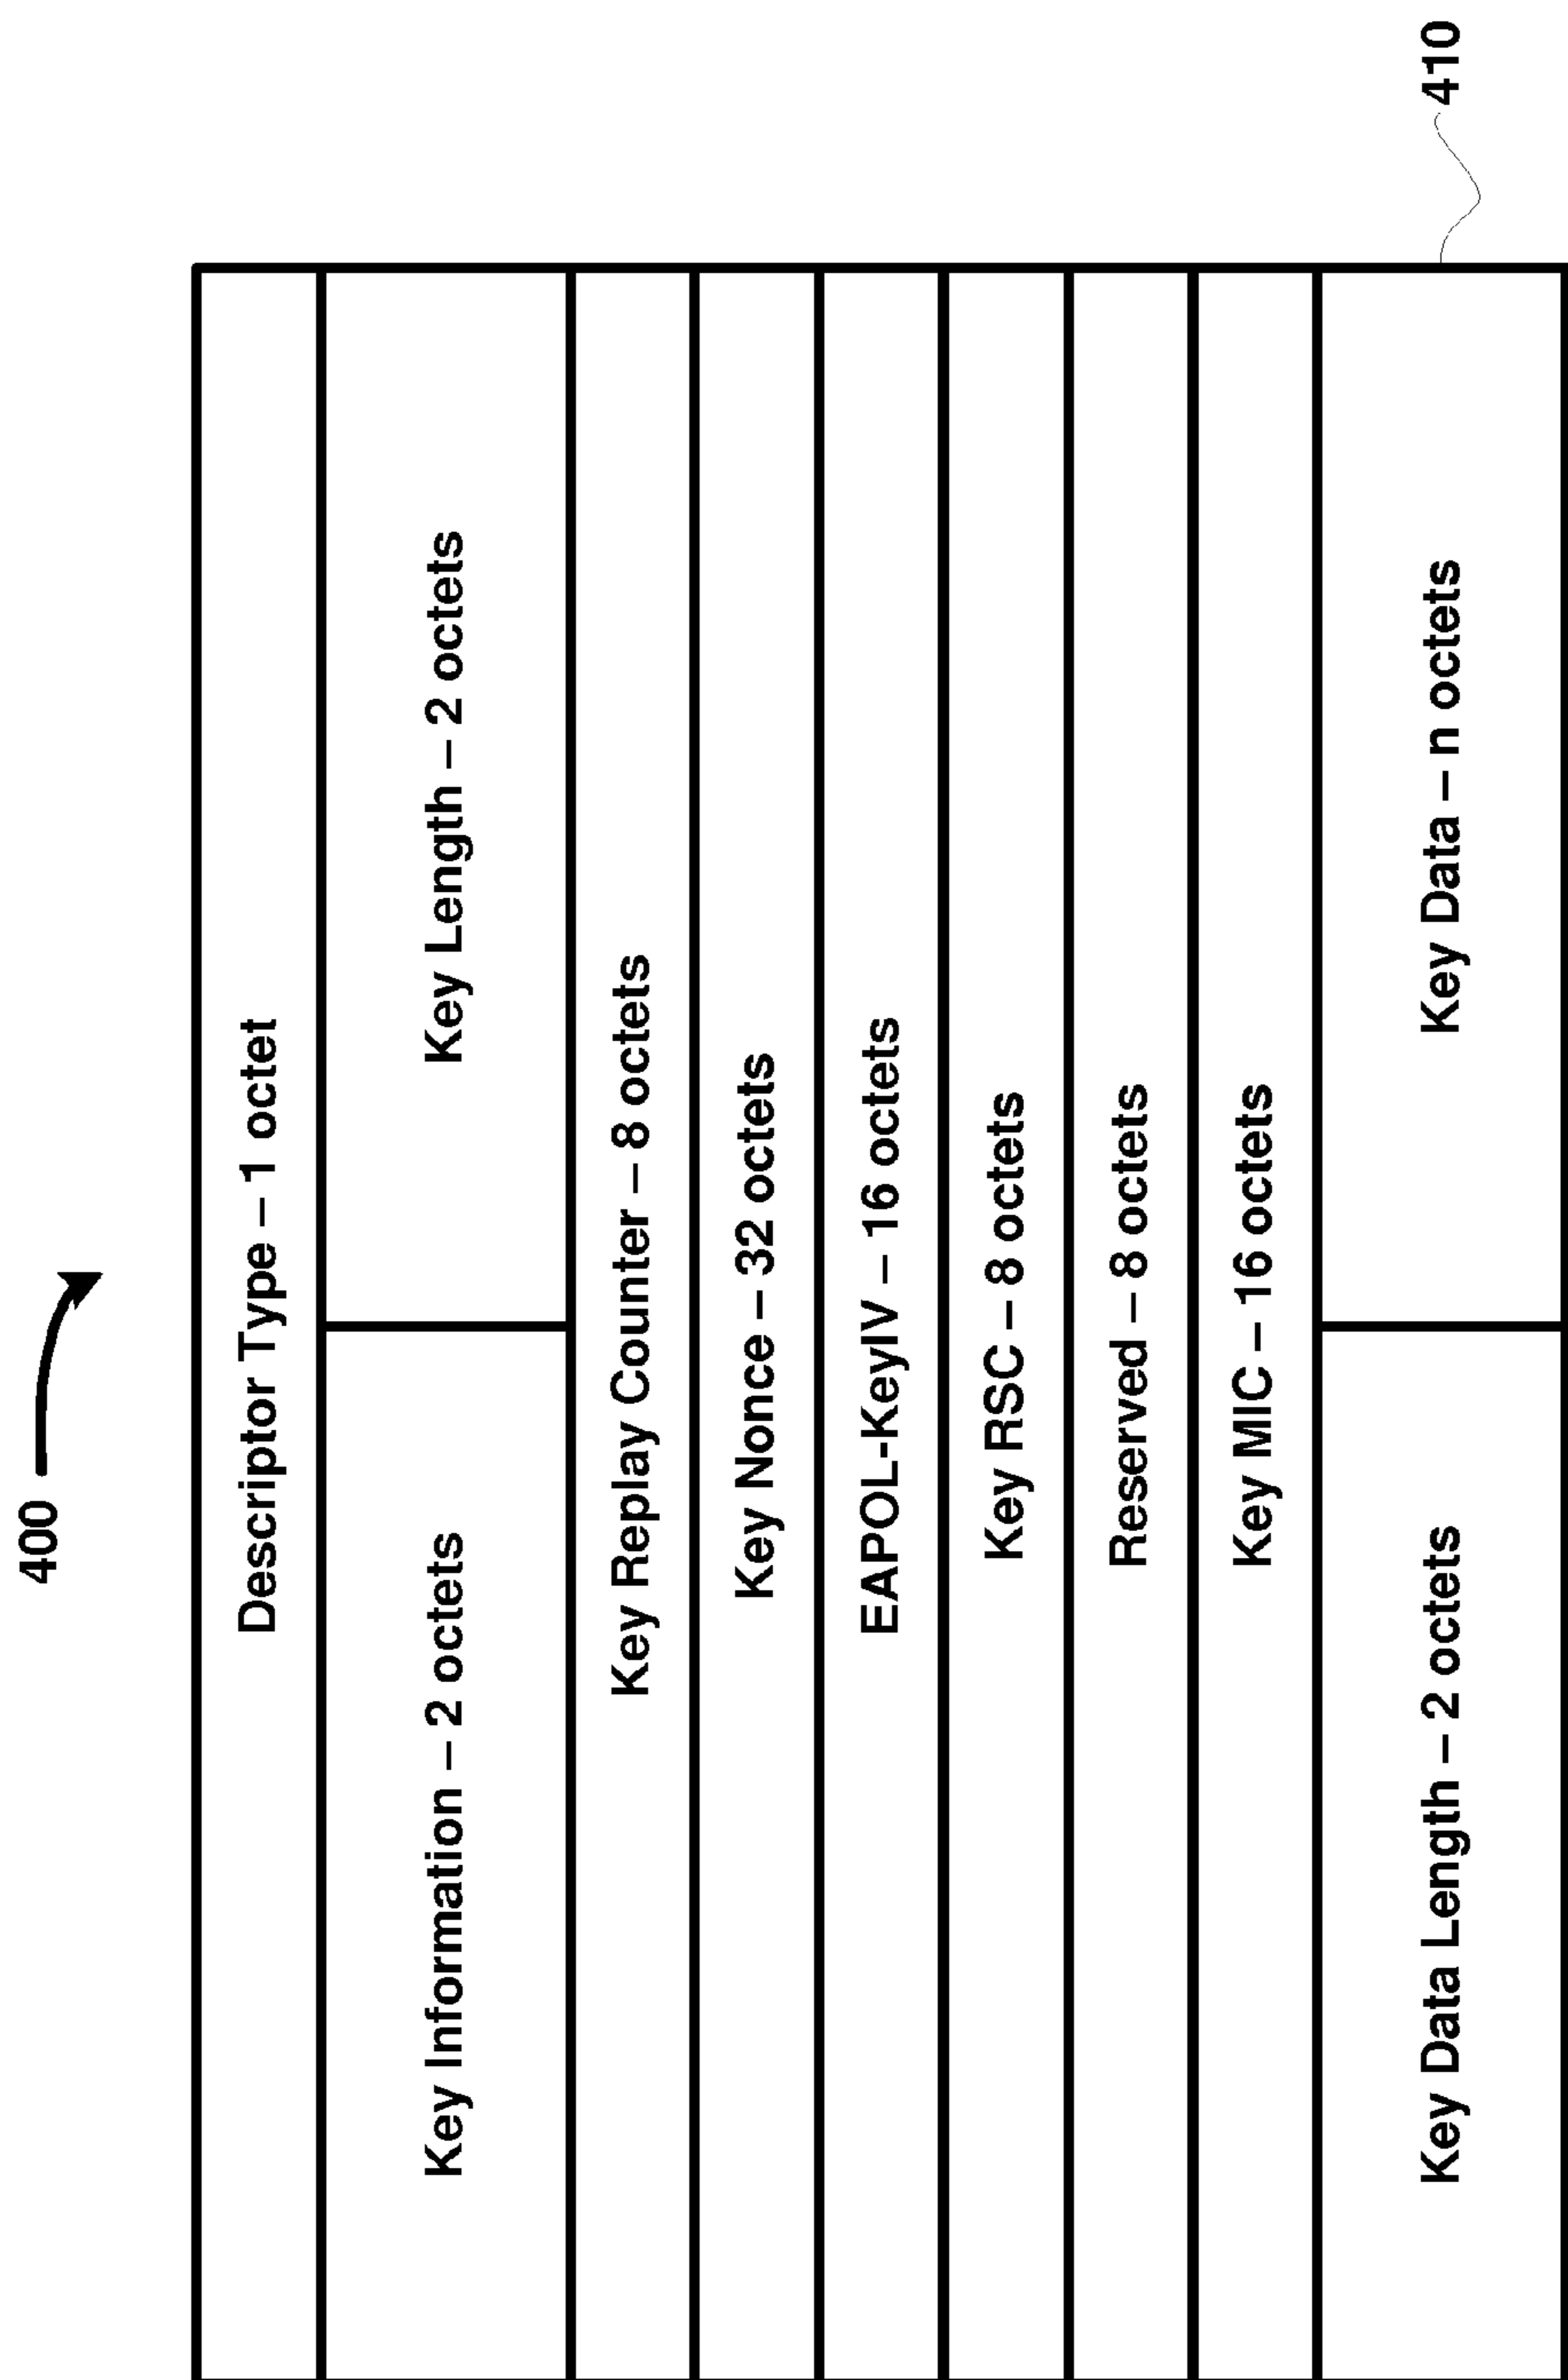 400
Descriptor Type – 1 octet
Key Information – 2 octets
Key Length – 2 octets
Key Replay Counter – 8 octets
Key Nonce – 32 octets
EAPOL-KeyIV – 16 octets
Key RSC – 8 octets
Reserved – 8 octets
Key MIC – 16 octets
Key Data Length – 2 octets
Key Data – n octets
410